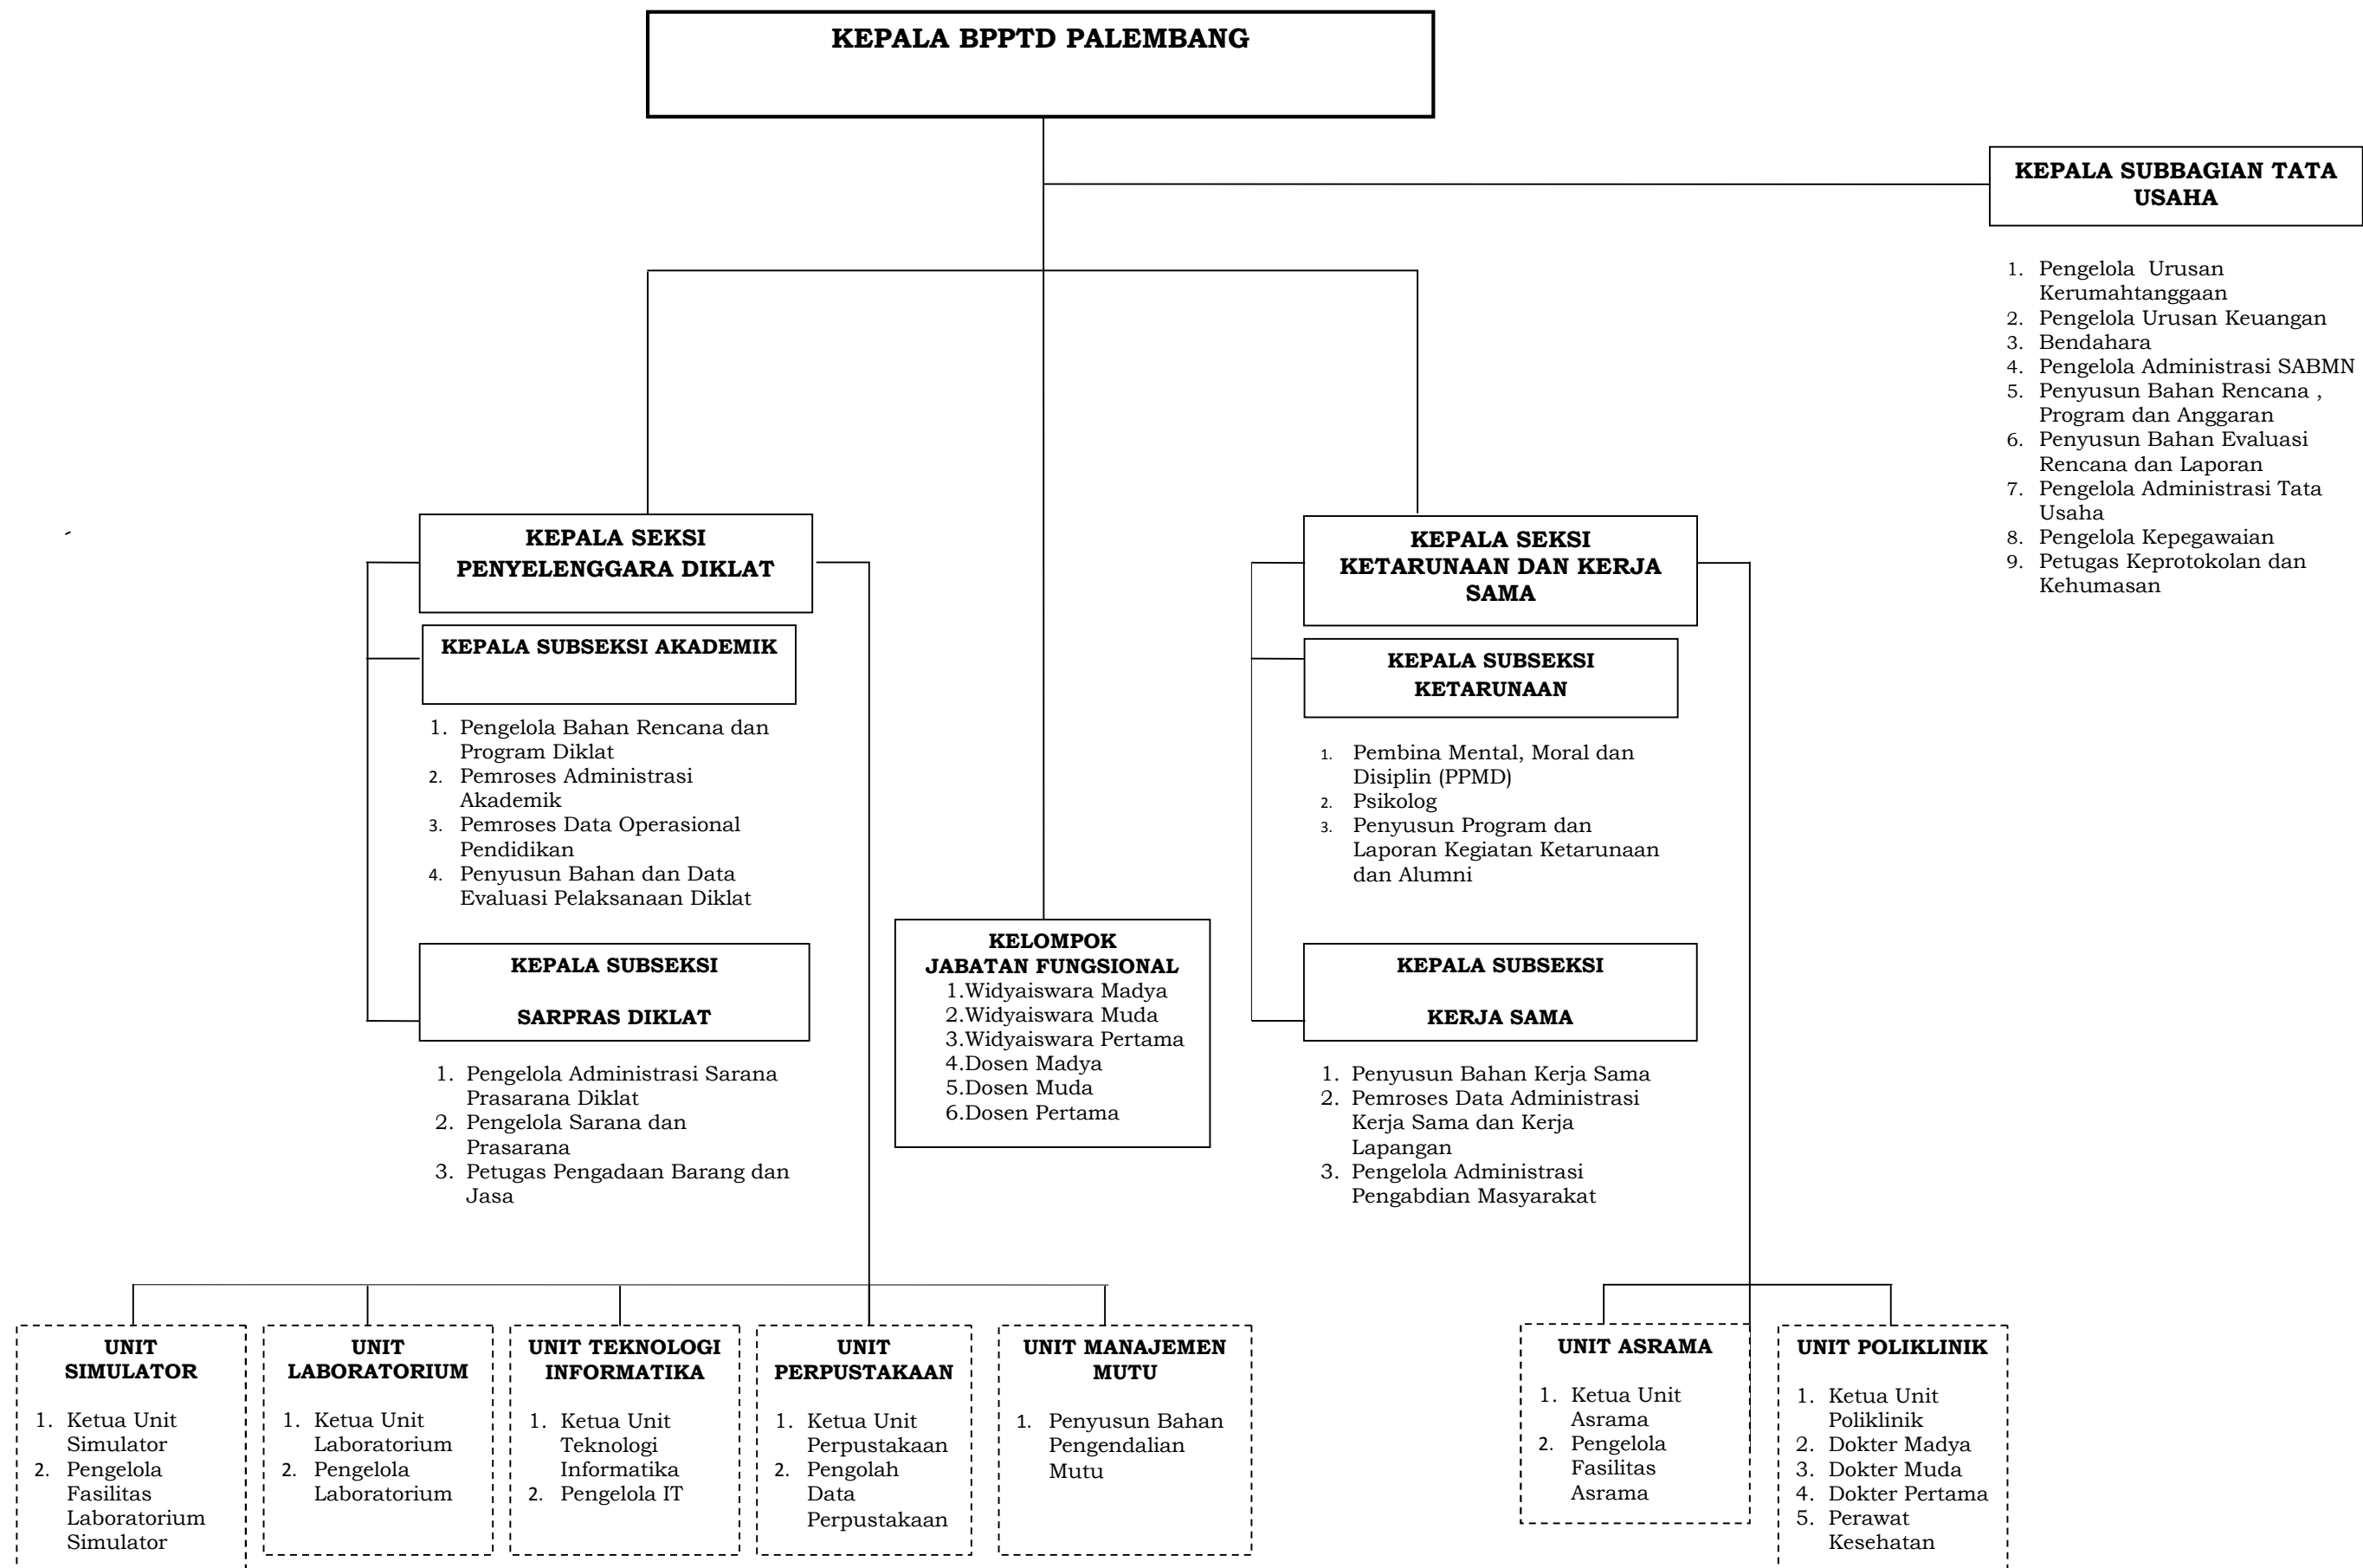 KEPALA BPPTD PALEMBANG
KEPALA SUBBAGIAN TATA
USAHA
1. Pengelola Urusan
Kerumahtanggaan
2. Pengelola Urusan Keuangan
3. Bendahara
4. Pengelola Administrasi SABMN
5. Penyusun Bahan Rencana ,
Program dan Anggaran
6. Penyusun Bahan Evaluasi
Rencana dan Laporan
7. Pengelola Administrasi Tata
Usaha
8. Pengelola Kepegawaian
9. Petugas Keprotokolan dan
Kehumasan
KEPALA SEKSI
PENYELENGGARA DIKLAT
KEPALA SUBSEKSI AKADEMIK
1. Pengelola Bahan Rencana dan
Program Diklat
2. Pemroses Administrasi
Akademik
3. Pemroses Data Operasional
Pendidikan
4. Penyusun Bahan dan Data
Evaluasi Pelaksanaan Diklat
KEPALA SUBSEKSI
SARPRAS DIKLAT
1. Pengelola Administrasi Sarana
Prasarana Diklat
2. Pengelola Sarana dan
Prasarana
3. Petugas Pengadaan Barang dan
Jasa
KELOMPOK
JABATAN FUNGSIONAL
1.Widyaiswara Madya
2.Widyaiswara Muda
3.Widyaiswara Pertama
4.Dosen Madya
5.Dosen Muda
6.Dosen Pertama
KEPALA SEKSI
KETARUNAAN DAN KERJA
SAMA
KEPALA SUBSEKSI
KETARUNAAN
1. Pembina Mental, Moral dan
Disiplin (PPMD)
2. Psikolog
3. Penyusun Program dan
Laporan Kegiatan Ketarunaan
dan Alumni
KEPALA SUBSEKSI
KERJA SAMA
1. Penyusun Bahan Kerja Sama
2. Pemroses Data Administrasi
Kerja Sama dan Kerja
Lapangan
3. Pengelola Administrasi
Pengabdian Masyarakat
UNIT
SIMULATOR
1. Ketua Unit
Simulator
2. Pengelola
Fasilitas
Laboratorium
Simulator
UNIT
LABORATORIUM
1. Ketua Unit
Laboratorium
2. Pengelola
Laboratorium
UNIT TEKNOLOGI
INFORMATIKA
1. Ketua Unit
Teknologi
Informatika
2. Pengelola IT
UNIT
PERPUSTAKAAN
1. Ketua Unit
Perpustakaan
2. Pengolah
Data
Perpustakaan
UNIT MANAJEMEN
MUTU
1. Penyusun Bahan
Pengendalian
Mutu
UNIT ASRAMA
1. Ketua Unit
Asrama
2. Pengelola
Fasilitas
Asrama
UNIT POLIKLINIK
1. Ketua Unit
Poliklinik
2. Dokter Madya
3. Dokter Muda
4. Dokter Pertama
5. Perawat
Kesehatan